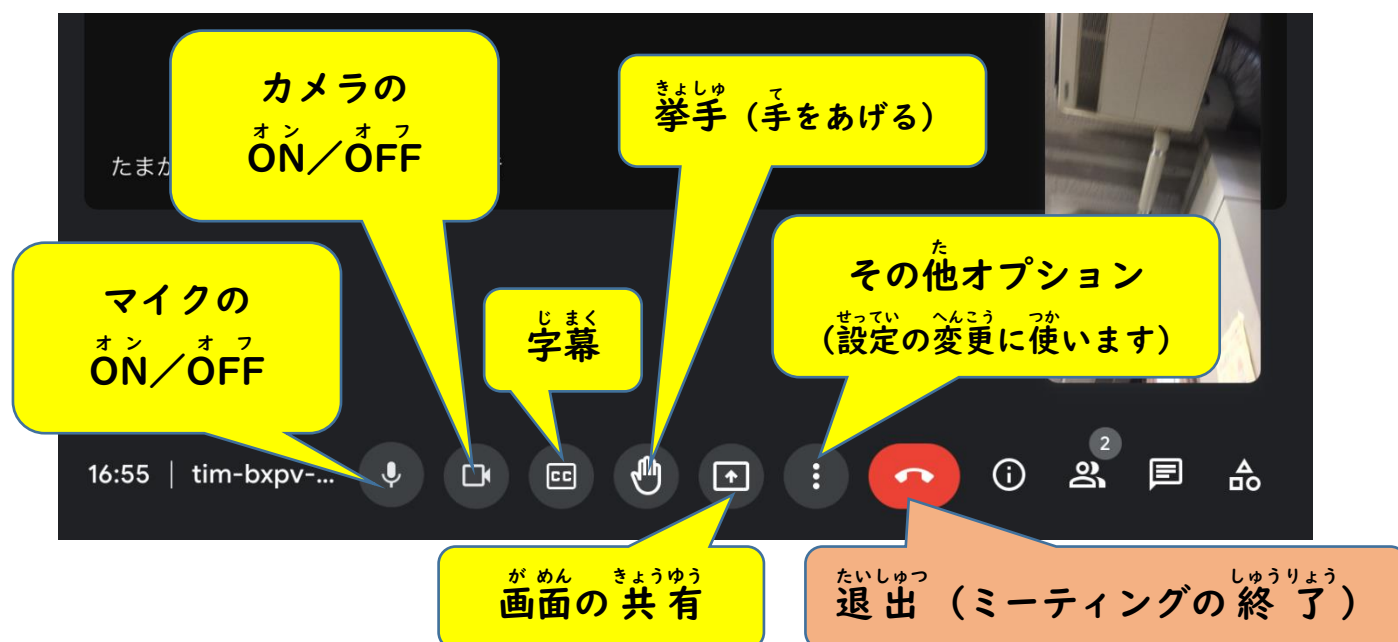 カメラの
オン オフ
ON／OFF
きょしゅ て
挙手（手をあげる）
たまが
た
その他オプション
せってい へんこう つか
（設定の変更に使います）
マイクの
オン オフ
ON／OFF
じ まく
字幕
16:55 | tim-bxpv-...
CC
2
が めん きょうゆう
画面の共有
たいしゅつ しゅうりょう
退出（ミーティングの終了）